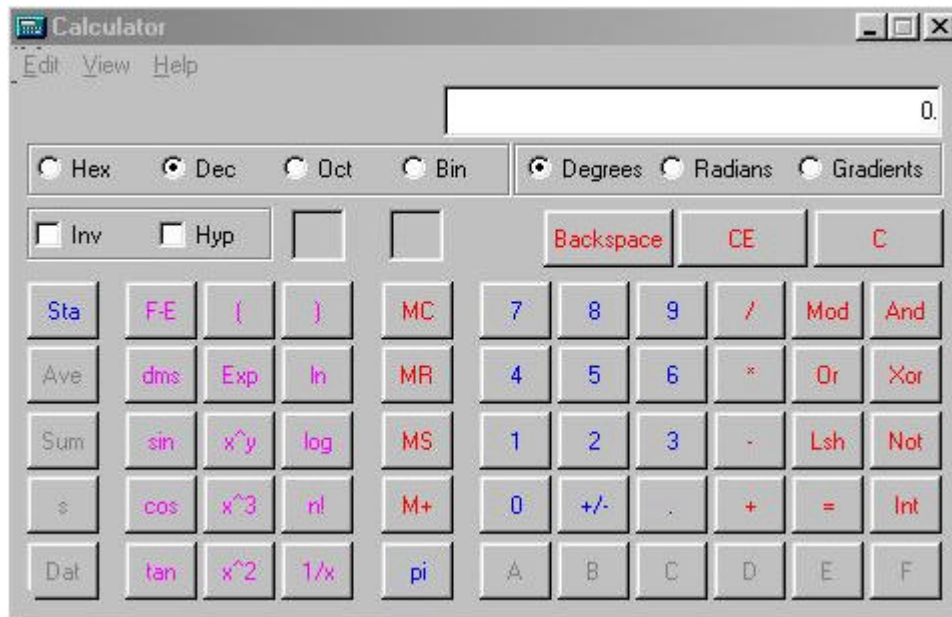 Calculator
Edit View Help
0.
Hex Dec Oct Bin Degrees Radians Gradients
Inv Hyp Backspace CE C
Sta F-E ( ) MC 7 8 9 / Mod And
Ave dms Exp ln MR 4 5 6 * Or Xor
Sum sin x^y log MS 1 2 3 - Lsh Not
s cos x^3 n! M+ 0 +/- . + = Int
Dat tan x^2 1/x pi A B C D E F